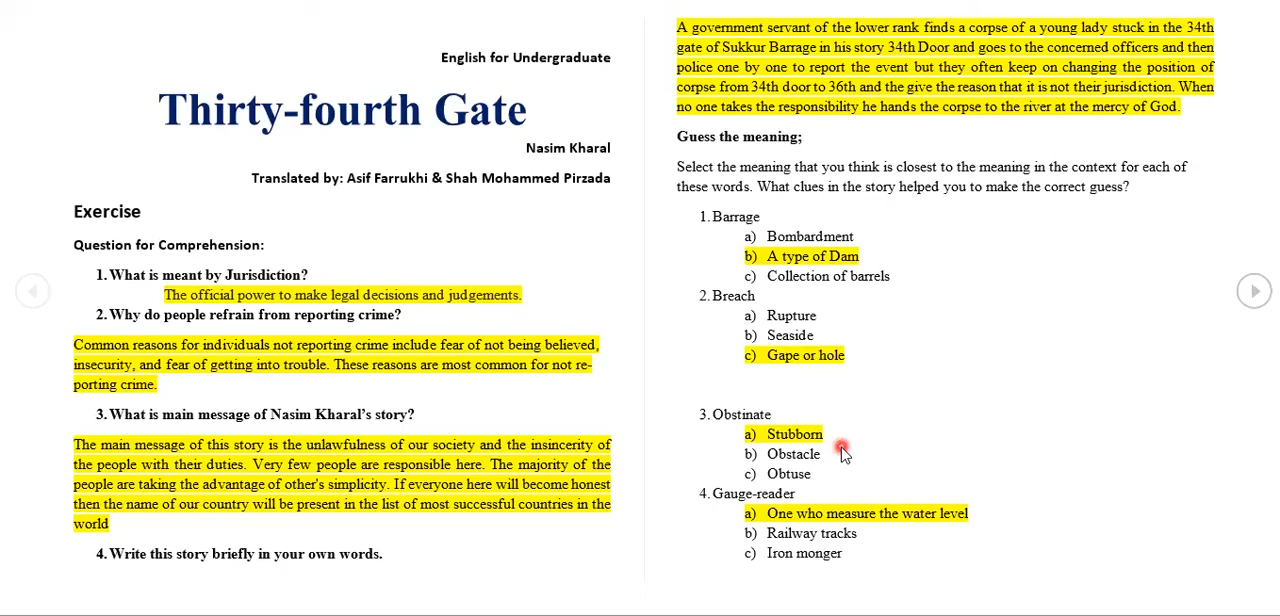 English for Undergraduate
Thirty-fourth Gate
Nasim Kharal
Translated by: Asif Farrukhi & Shah Mohammed Pirzada
Exercise
Question for Comprehension:
1. What is meant by Jurisdiction?
The official power to make legal decisions and judgements.
2. Why do people refrain from reporting crime?
Common reasons for individuals not reporting crime include fear of not being believed,
insecurity, and fear of getting into trouble. These reasons are most common for not re-
porting crime.
3. What is main message of Nasim Kharal's story?
The main message of this story is the unlawfulness of our society and the insincerity of
the people with their duties. Very few people are responsible here. The majority of the
people are taking the advantage of other's simplicity. If everyone here will become honest
then the name of our country will be present in the list of most successful countries in the
world
4. Write this story briefly in your own words.
A government servant of the lower rank finds a corpse of a young lady stuck in the 34th
gate of Sukkur Barrage in his story 34th Door and goes to the concerned officers and then
police one by one to report the event but they often keep on changing the position of
corpse from 34th door to 36th and the give the reason that it is not their jurisdiction. When
no one takes the responsibility he hands the corpse to the river at the mercy of God.
Guess the meaning;
Select the meaning that you think is closest to the meaning in the context for each of
these words. What clues in the story helped you to make the correct guess?
1. Barrage
a) Bombardment
b) A type of Dam
c) Collection of barrels
2. Breach
a) Rupture
b) Seaside
c) Gape or hole
3. Obstinate
a) Stubborn
b) Obstacle
c) Obtuse
4. Gauge-reader
a) One who measure the water level
b) Railway tracks
c) Iron monger